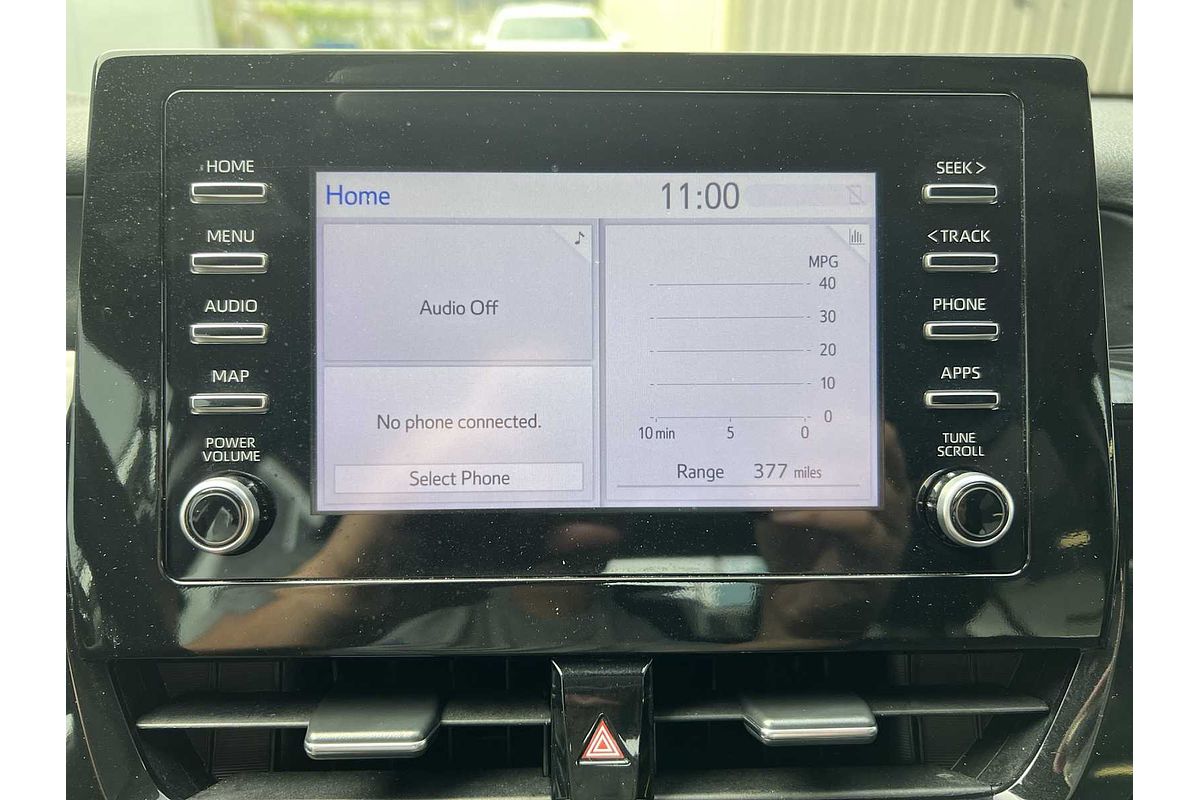 HOME
MENU
AUDIO
MAP
POWER
VOLUME
Home
11:00
Audio Off
No phone connected.
Select Phone
MPG
40
30
20
10
0
10 min 5 0
Range 377 miles
SEEK >
< TRACK
PHONE
APPS
TUNE
SCROLL